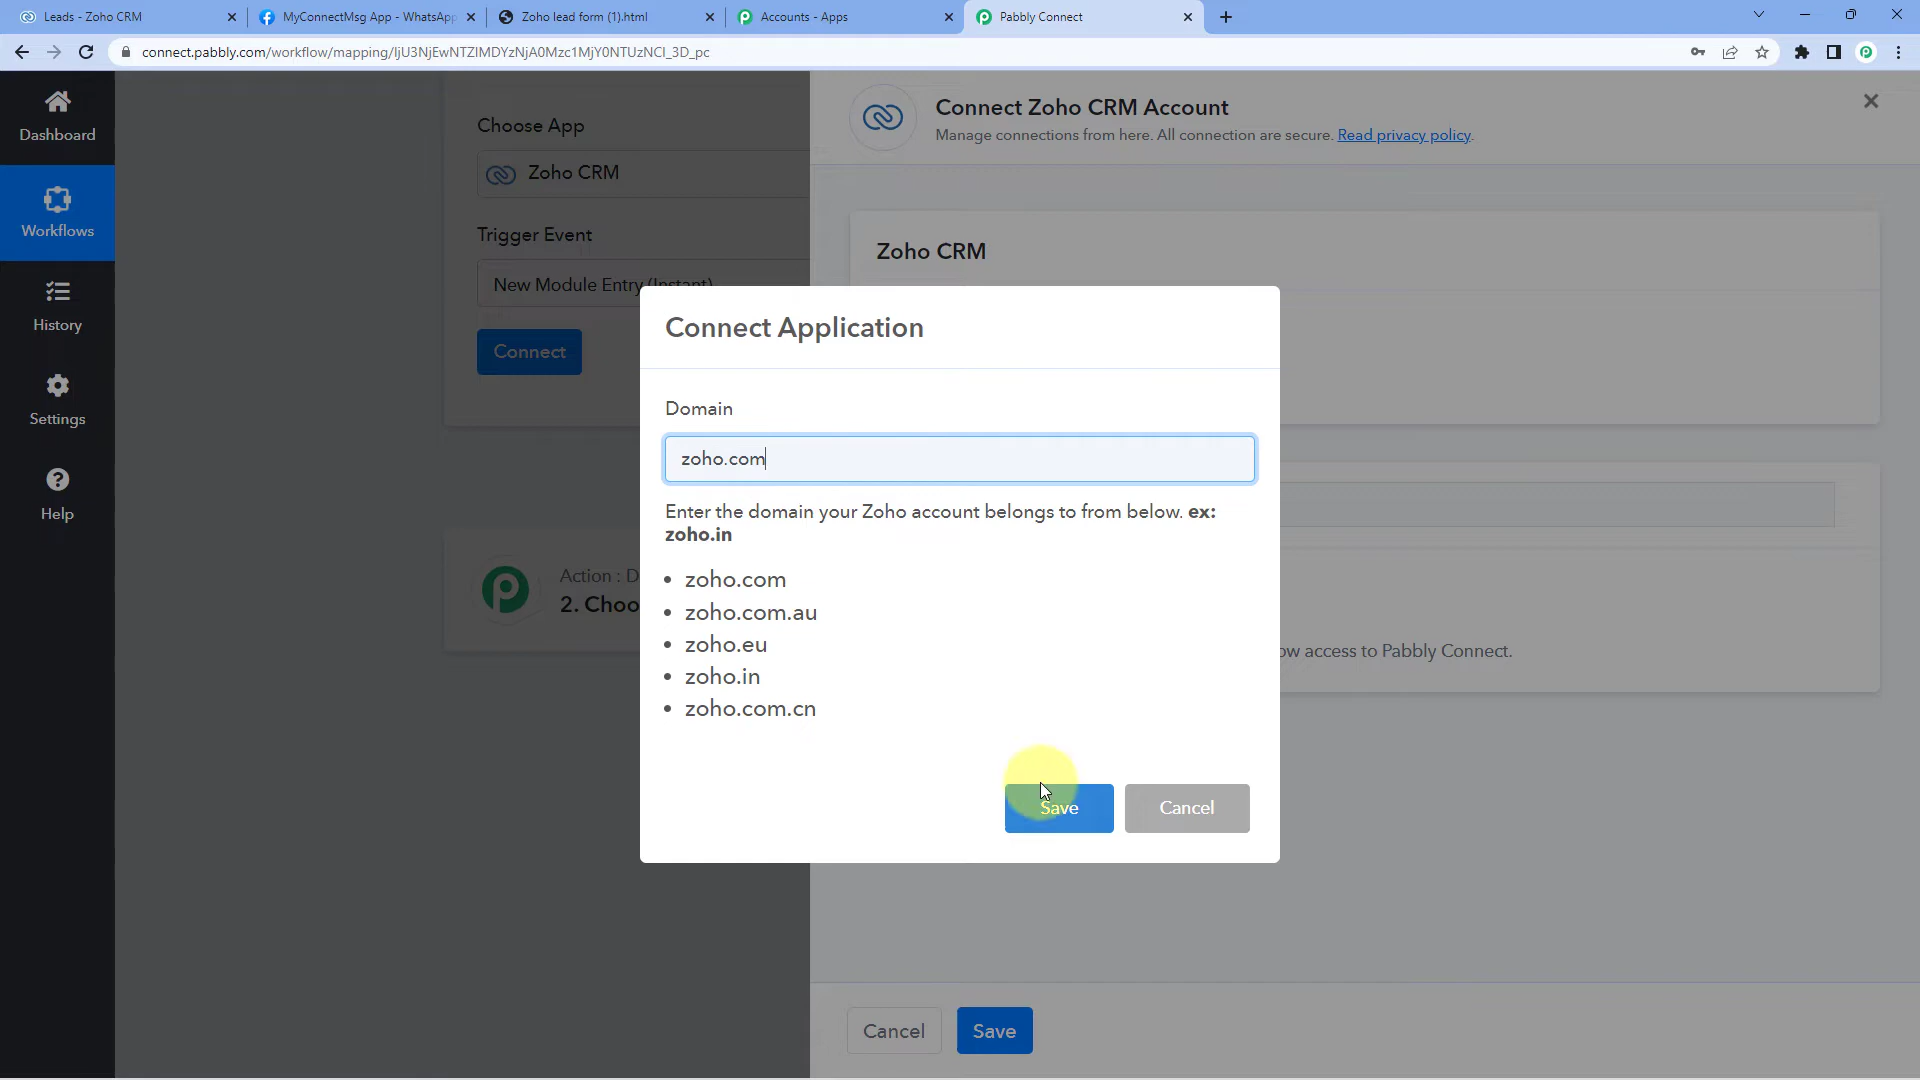 Leads - Zoho CRM
MyConnectMsg App - WhatsApp
Zoho lead form (1).html
Accounts - Apps
Pabbly Connect
connect.pabbly.com/workflow/mapping/IjU3NjEwNTZlMDYzNjA0Mzc1MjY0NTUzNCI_3D_pc
Dashboard
Workflows
History
Settings
Help
Choose App
Zoho CRM
Trigger Event
New Module Entry (Instant)
Connect
Action : D
2. Choo
Connect Zoho CRM Account
Manage connections from here. All connection are secure. Read privacy policy.
Zoho CRM
ow access to Pabbly Connect.
Cancel
Save
Connect Application
Domain
zoho.com
Enter the domain your Zoho account belongs to from below. ex:
zoho.in
• zoho.com
• zoho.com.au
• zoho.eu
• zoho.in
• zoho.com.cn
Save
Cancel